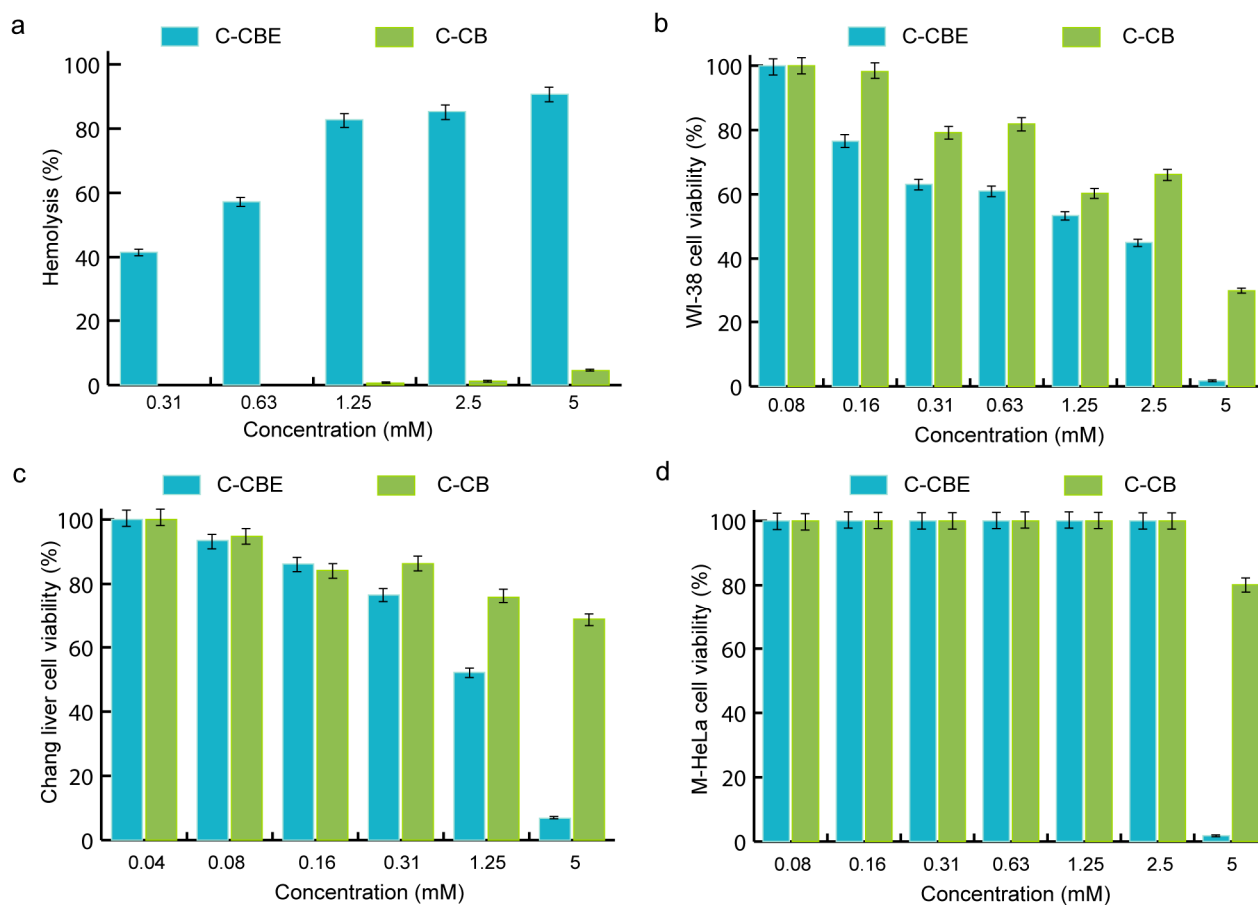 a
C-CBE C-CB
Hemolysis (%)
100
80
60
40
20
0
0.31 0.63 1.25 2.5 5
Concentration (mM)
b
C-CBE C-CB
WI-38 cell viability (%)
100
80
60
40
20
0
0.08 0.16 0.31 0.63 1.25 2.5 5
Concentration (mM)
c
C-CBE C-CB
Chang liver cell viability (%)
100
80
60
40
20
0
0.04 0.08 0.16 0.31 1.25 5
Concentration (mM)
d
C-CBE C-CB
M-HeLa cell viability (%)
100
80
60
40
20
0
0.08 0.16 0.31 0.63 1.25 2.5 5
Concentration (mM)